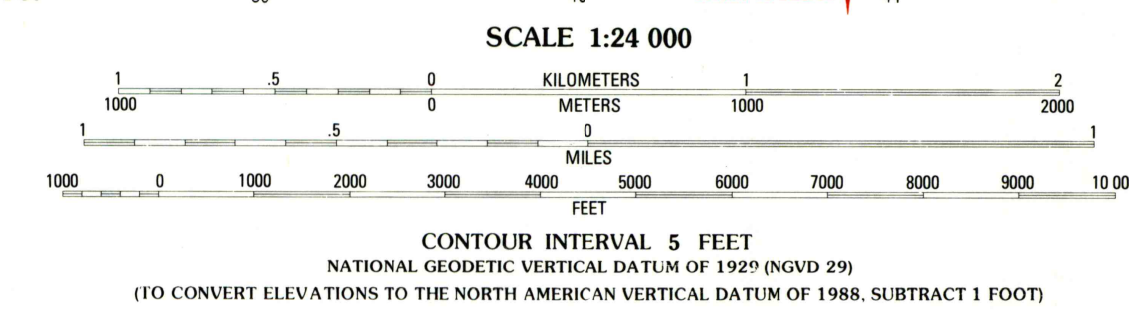 SCALE 1:24 000
1 .5 0 KILOMETERS 1 2
1000 0 METERS 1000 2000
1 .5 0 1
MILES
1000 0 1000 2000 3000 4000 5000 6000 7000 8000 9000 10 00
FEET
CONTOUR INTERVAL 5 FEET
NATIONAL GEODETIC VERTICAL DATUM OF 1929 (NGVD 29)
(TO CONVERT ELEVATIONS TO THE NORTH AMERICAN VERTICAL DATUM OF 1988, SUBTRACT 1 FOOT)